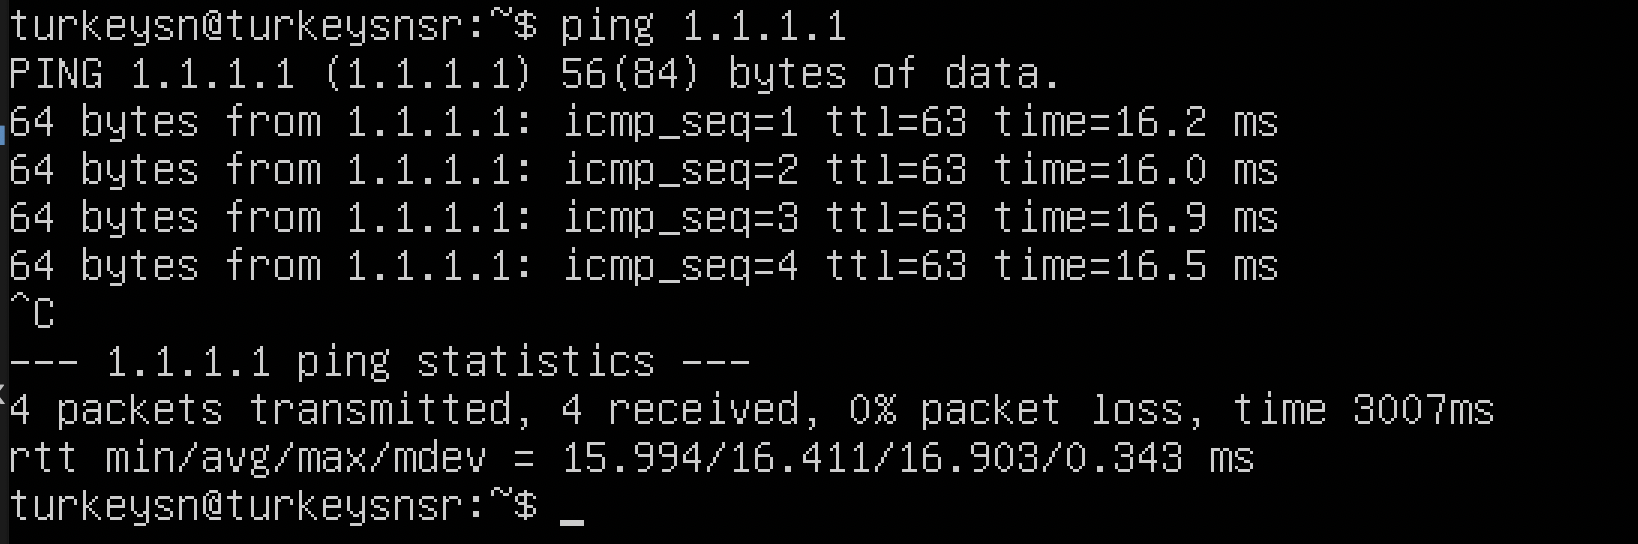 turkeysn@turkeysnsr:~$ ping 1.1.1.1
PING 1.1.1.1 (1.1.1.1) 56(84) bytes of data.
64 bytes from 1.1.1.1: icmp_seq=1 ttl=63 time=16.2 ms
64 bytes from 1.1.1.1: icmp_seq=2 ttl=63 time=16.0 ms
64 bytes from 1.1.1.1: icmp_seq=3 ttl=63 time=16.9 ms
64 bytes from 1.1.1.1: icmp_seq=4 ttl=63 time=16.5 ms
^C
--- 1.1.1.1 ping statistics ---
4 packets transmitted, 4 received, 0% packet loss, time 3007ms
rtt min/avg/max/mdev = 15.994/16.411/16.903/0.343 ms
turkeysn@turkeysnsr:~$ _